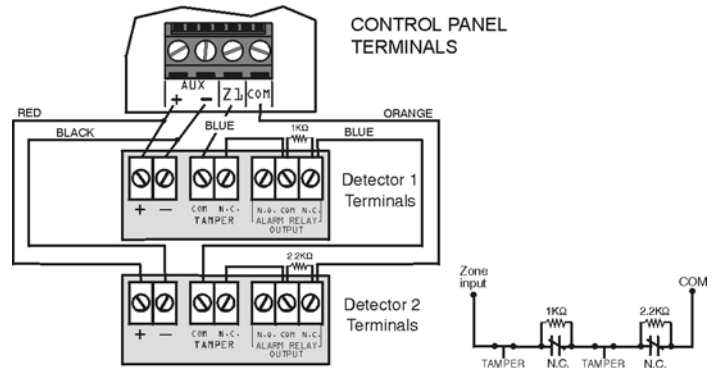 CONTROL PANEL
TERMINALS
AUX
+ − Z1 COM
RED
BLACK
BLUE
ORANGE
1KΩ
BLUE
Detector 1
Terminals
+ − COM N.C. N.O. COM N.C.
TAMPER ALARM RELAY
OUTPUT
2.2KΩ
Detector 2
Terminals
+ − COM N.C. N.O. COM N.C.
TAMPER ALARM RELAY
OUTPUT
Zone
input
COM
1KΩ 2.2KΩ
TAMPER N.C. TAMPER N.C.